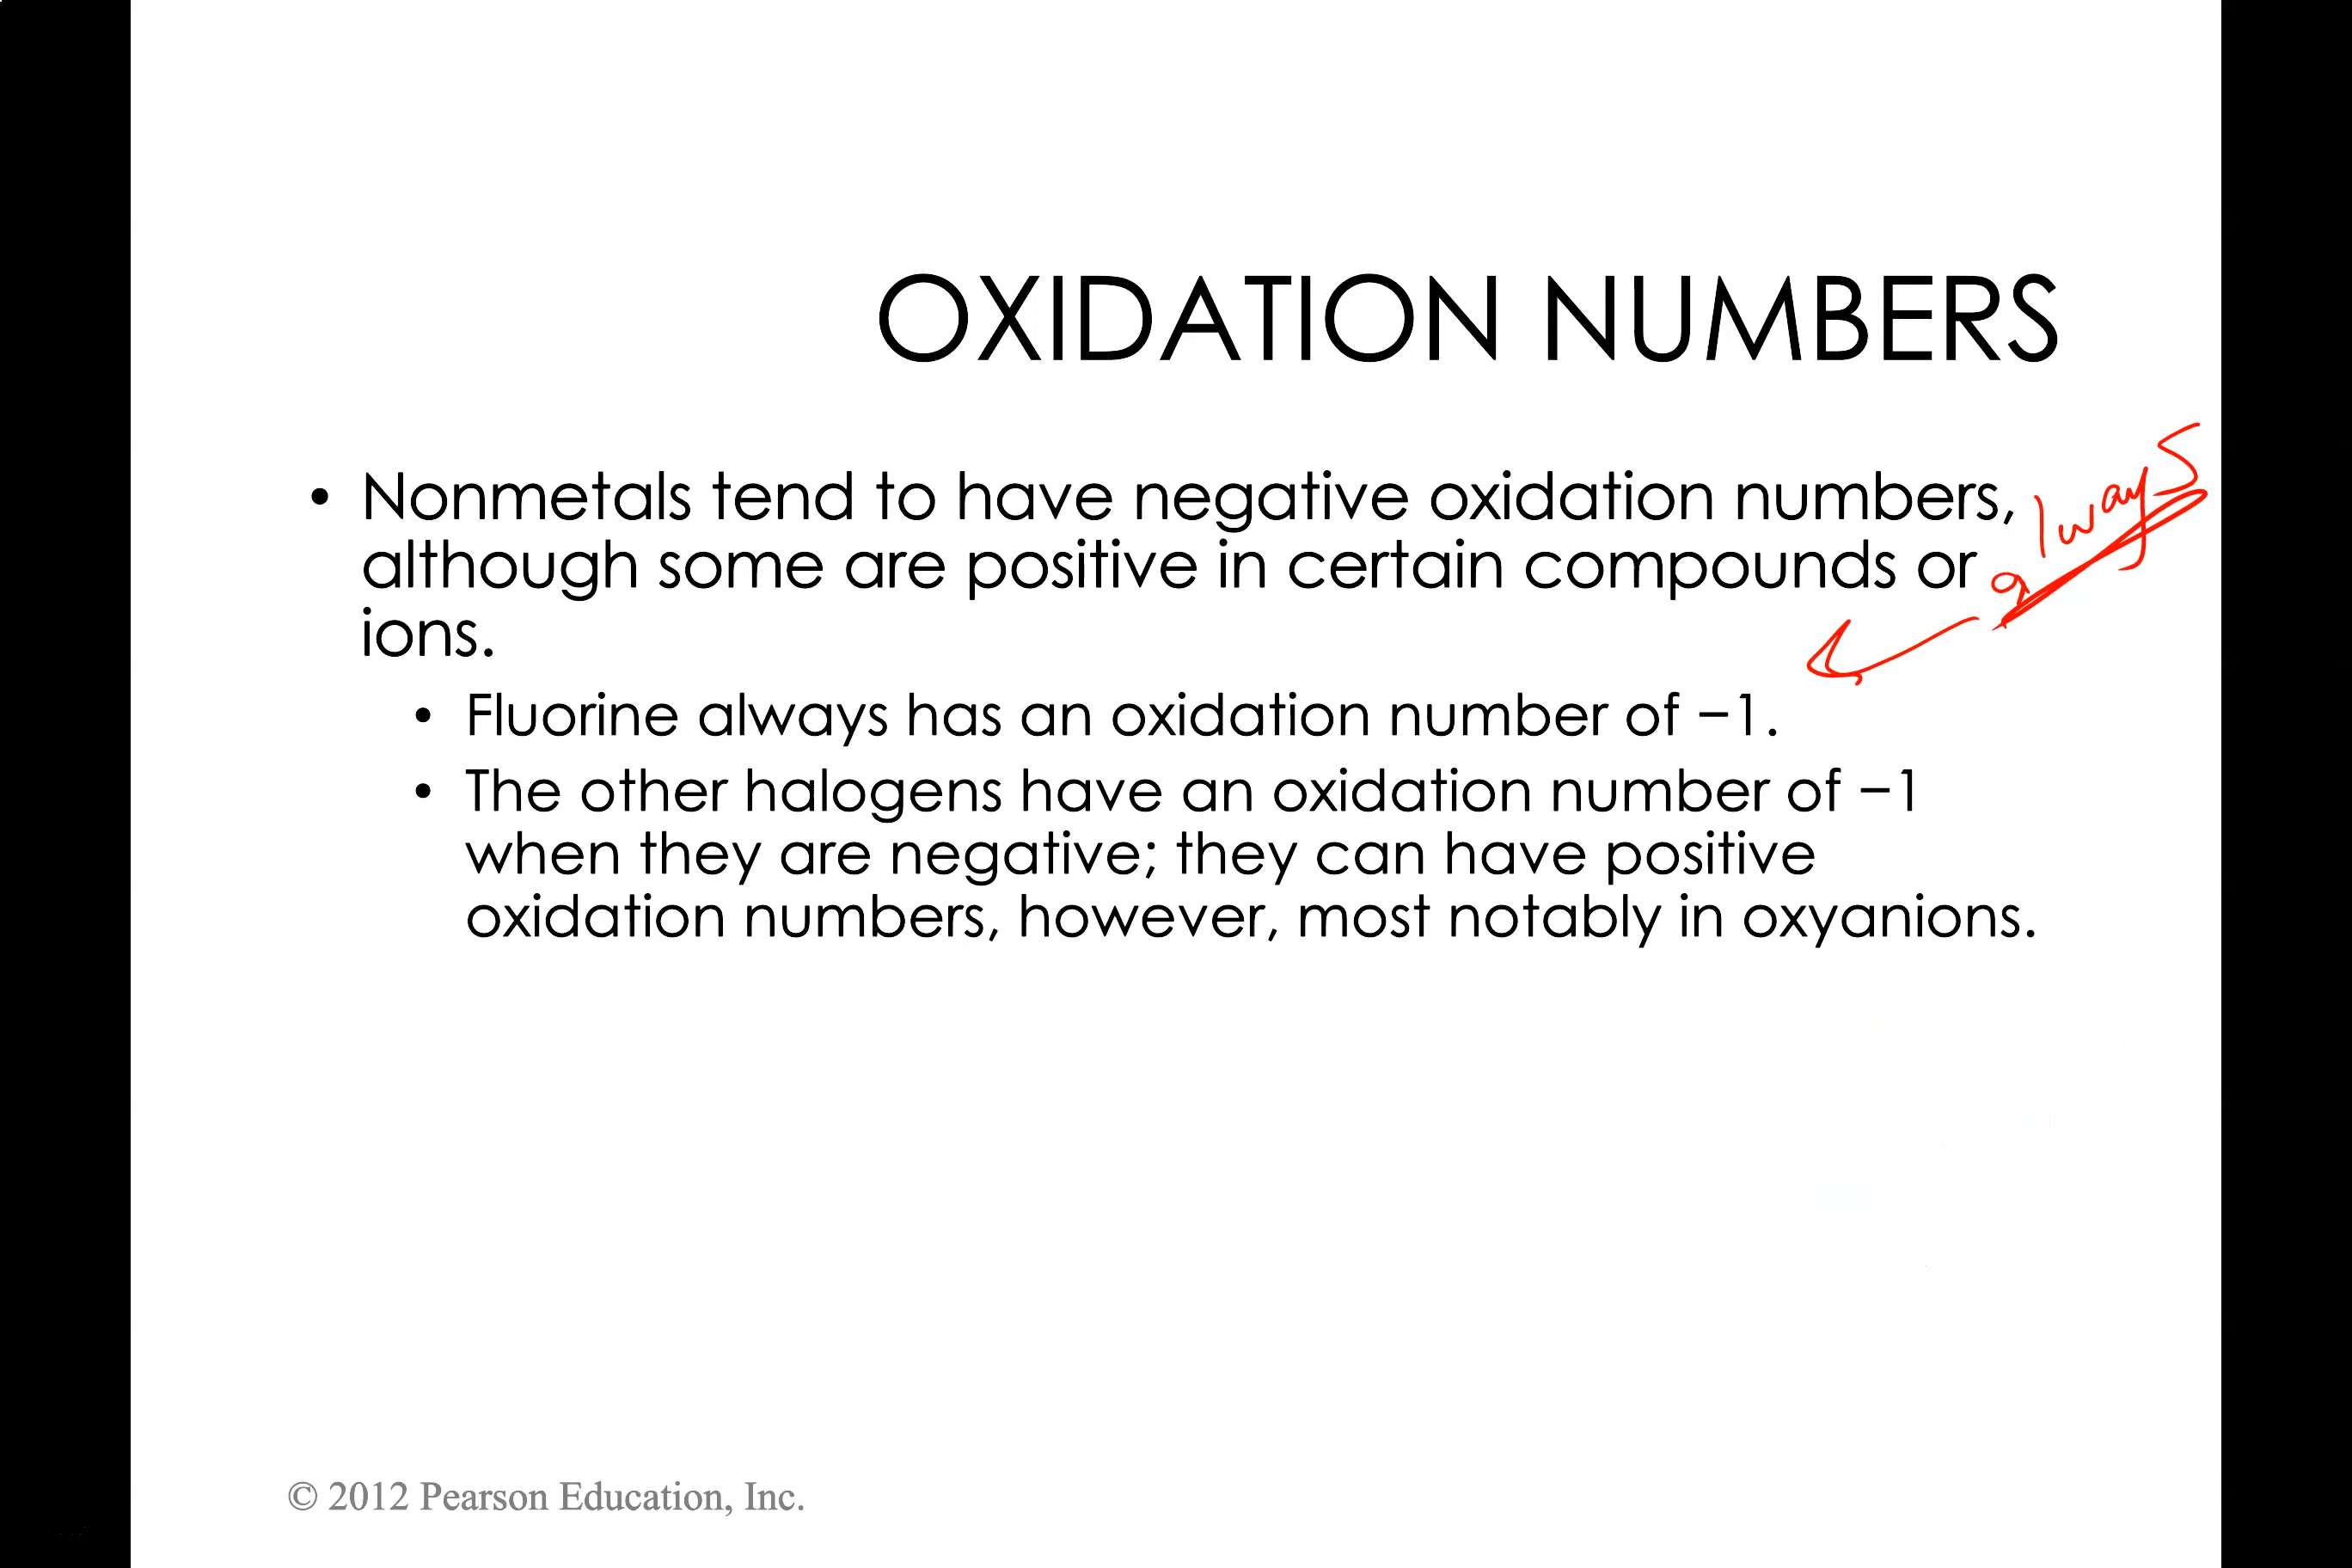 OXIDATION NUMBERS
• Nonmetals tend to have negative oxidation numbers,
although some are positive in certain compounds or
ions.
always
• Fluorine always has an oxidation number of −1.
• The other halogens have an oxidation number of −1
when they are negative; they can have positive
oxidation numbers, however, most notably in oxyanions.
© 2012 Pearson Education, Inc.